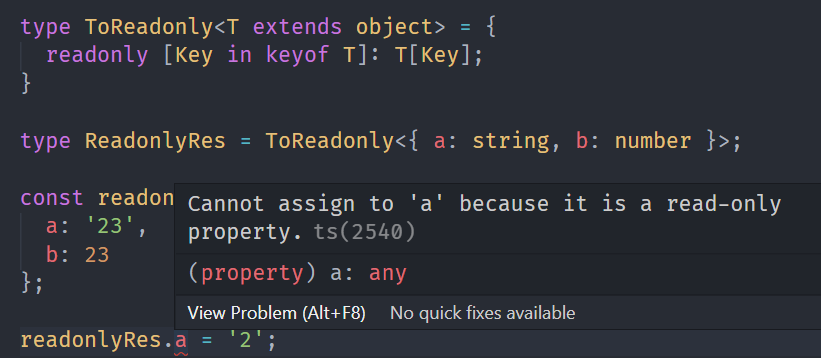 type ToReadonly<T extends object> = {
  readonly [Key in keyof T]: T[Key];
}
type ReadonlyRes = ToReadonly<{ a: string, b: number }>;
const readon
Cannot assign to 'a' because it is a read-only
a: '23',
property. ts(2540)
b: 23
(property) a: any
};
View Problem (Alt+F8) No quick fixes available
readonlyRes.a = '2';